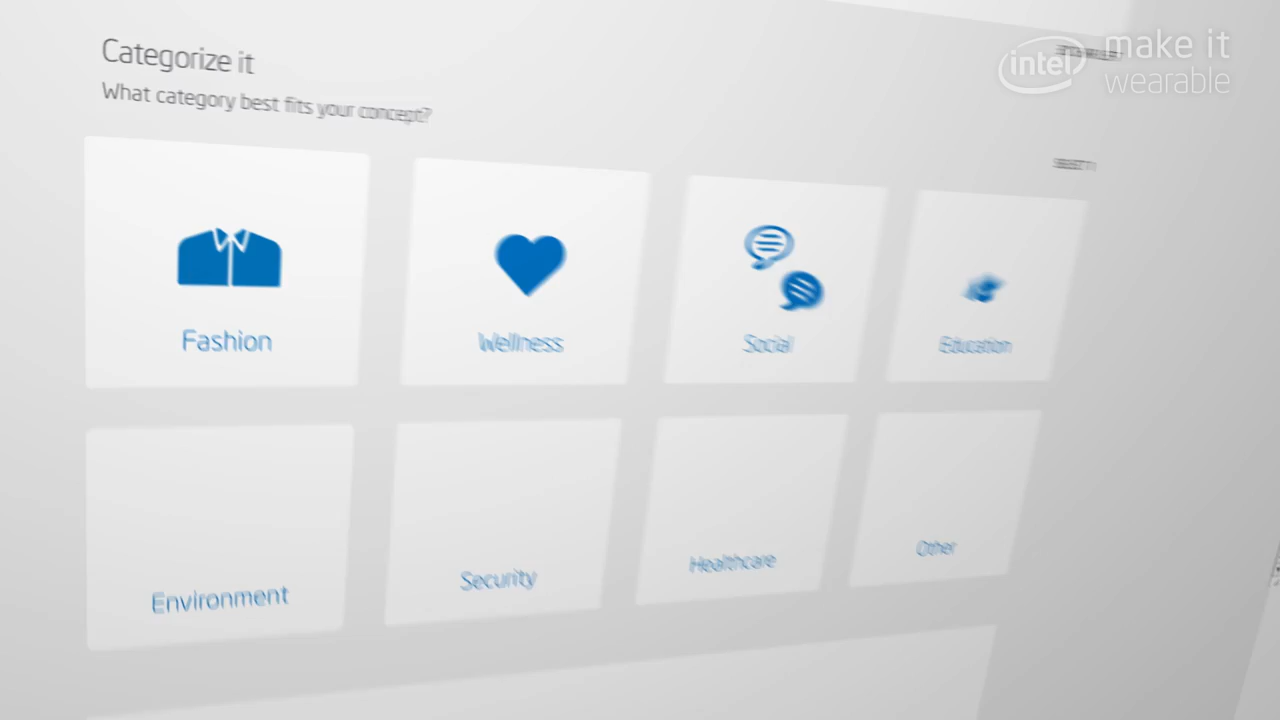 Categorize it
What category best fits your concept?
intel
make it
wearable
Fashion
Wellness
Social
Education
Environment
Security
Healthcare
Other